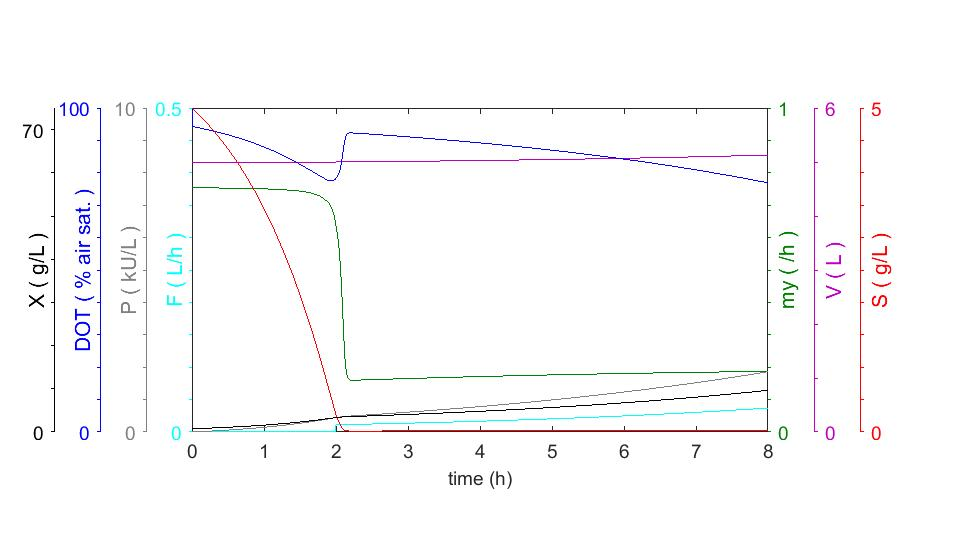 100 10 0.5 1 6 5
70
X ( g/L )
DOT ( % air sat. )
P ( kU/L )
F ( L/h )
my ( /h )
V ( L )
S ( g/L )
0 0 0 0 0 0 0
0 1 2 3 4 5 6 7 8
time (h)